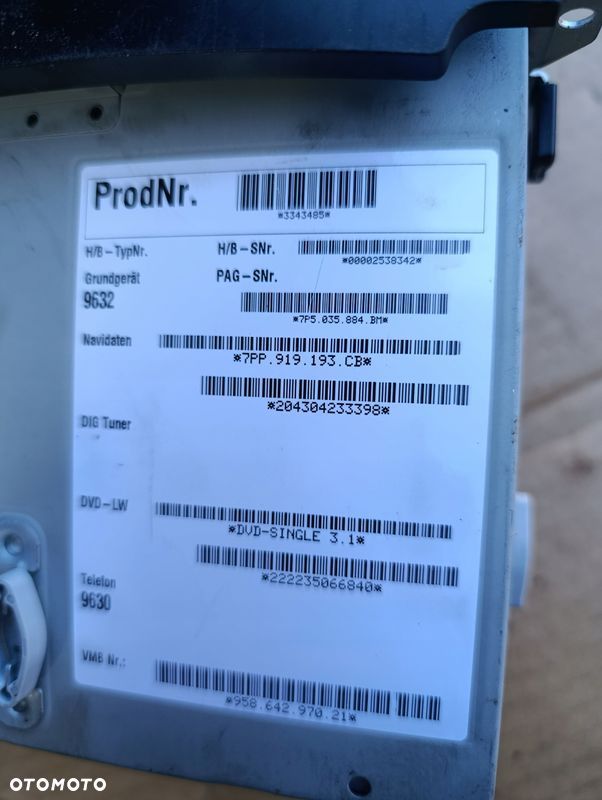 ProdNr.
*3343485*
H/B-TypNr. H/B-SNr.
*00002538342*
Grundgerät PAG-SNr.
9632
*7P5.035.884.BM*
Navidaten
*7PP.919.193.CB*
*204304233398*
DIG Tuner
DVD-LW
*DVD-SINGLE 3.1*
*222235066840*
Telefon
9630
VMB Nr.:
*958.642.970.21*
OTOMOTO